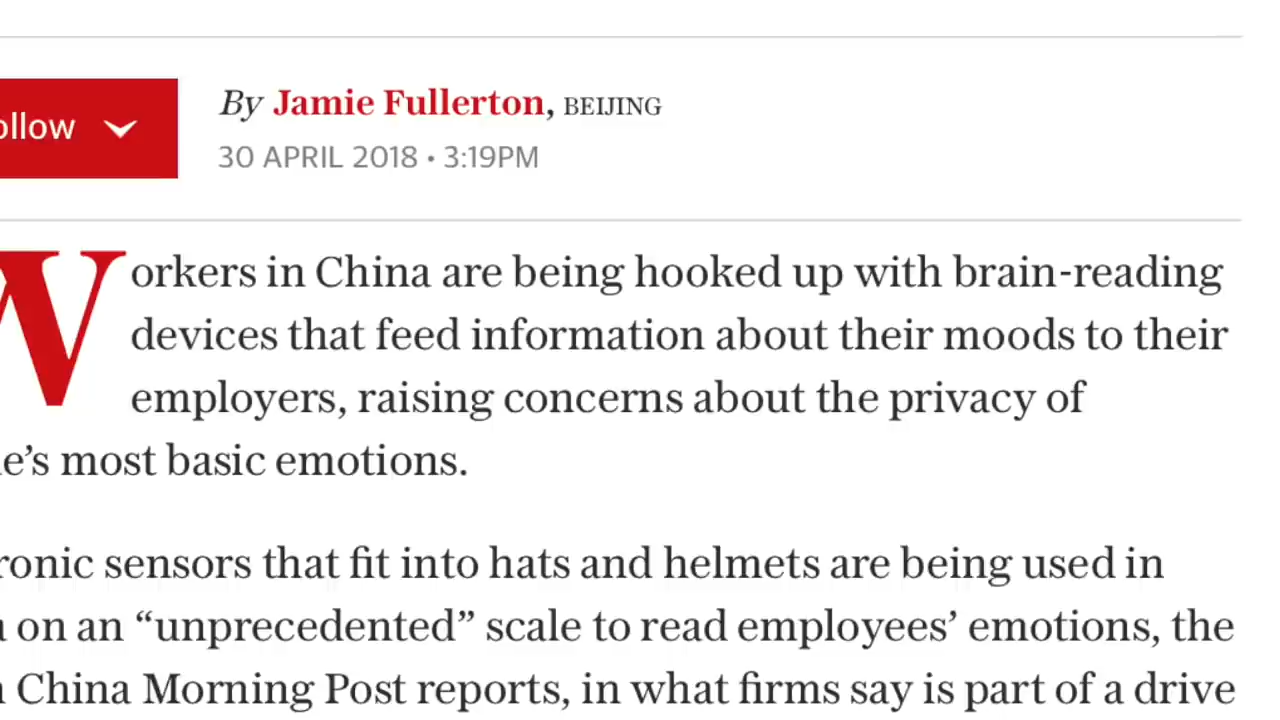 ollow
By Jamie Fullerton, BEIJING
30 APRIL 2018 • 3:19PM
Workers in China are being hooked up with brain-reading
devices that feed information about their moods to their
employers, raising concerns about the privacy of
e’s most basic emotions.
ronic sensors that fit into hats and helmets are being used in
on an “unprecedented” scale to read employees’ emotions, the
China Morning Post reports, in what firms say is part of a drive